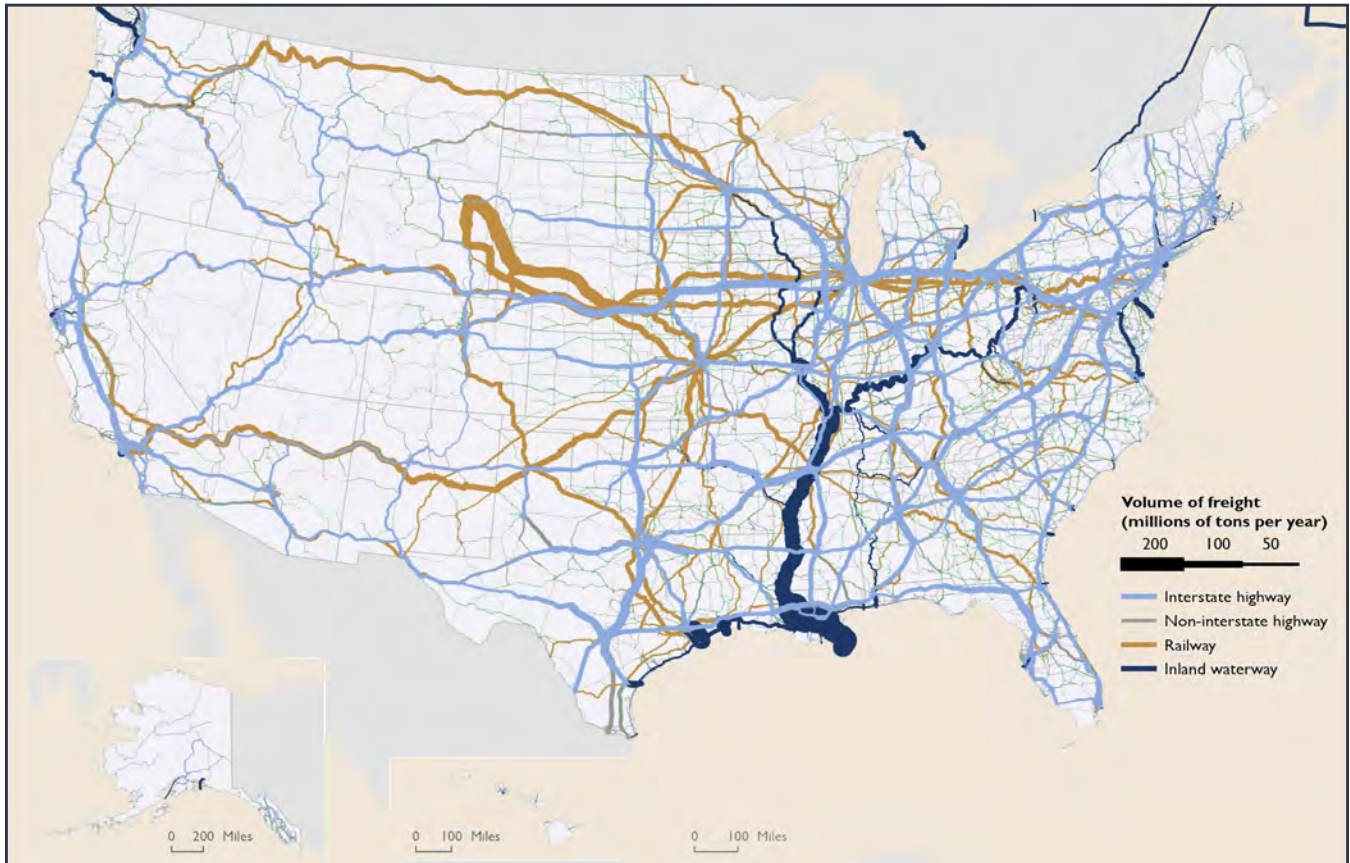 Volume of freight
(millions of tons per year)
200 100 50
Interstate highway
Non-interstate highway
Railway
Inland waterway
0 200 Miles
0 100 Miles
0 100 Miles